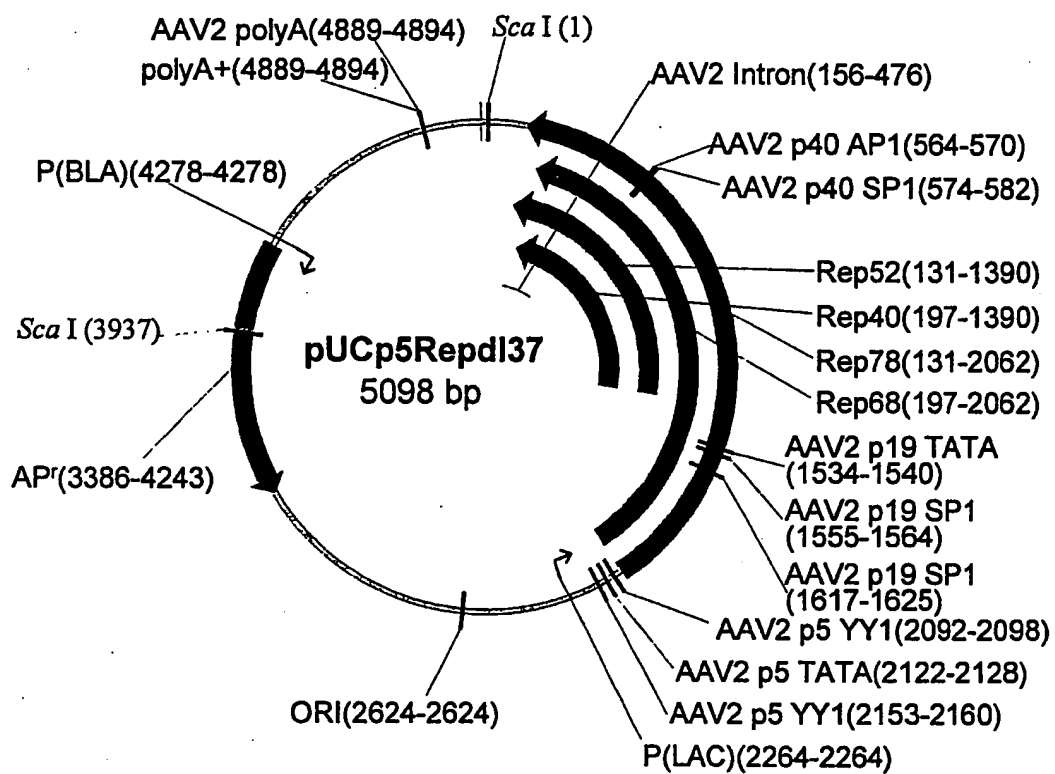 AAV2 polyA(4889-4894)
polyA+(4889-4894)
Sca I (1)
AAV2 Intron(156-476)
AAV2 p40 AP1(564-570)
AAV2 p40 SP1(574-582)
P(BLA)(4278-4278)
Rep52(131-1390)
Rep40(197-1390)
Rep78(131-2062)
Rep68(197-2062)
Sca I (3937)
pUCp5RepdI37
5098 bp
APr(3386-4243)
AAV2 p19 TATA
(1534-1540)
AAV2 p19 SP1
(1555-1564)
AAV2 p19 SP1
(1617-1625)
AAV2 p5 YY1(2092-2098)
AAV2 p5 TATA(2122-2128)
AAV2 p5 YY1(2153-2160)
P(LAC)(2264-2264)
ORI(2624-2624)